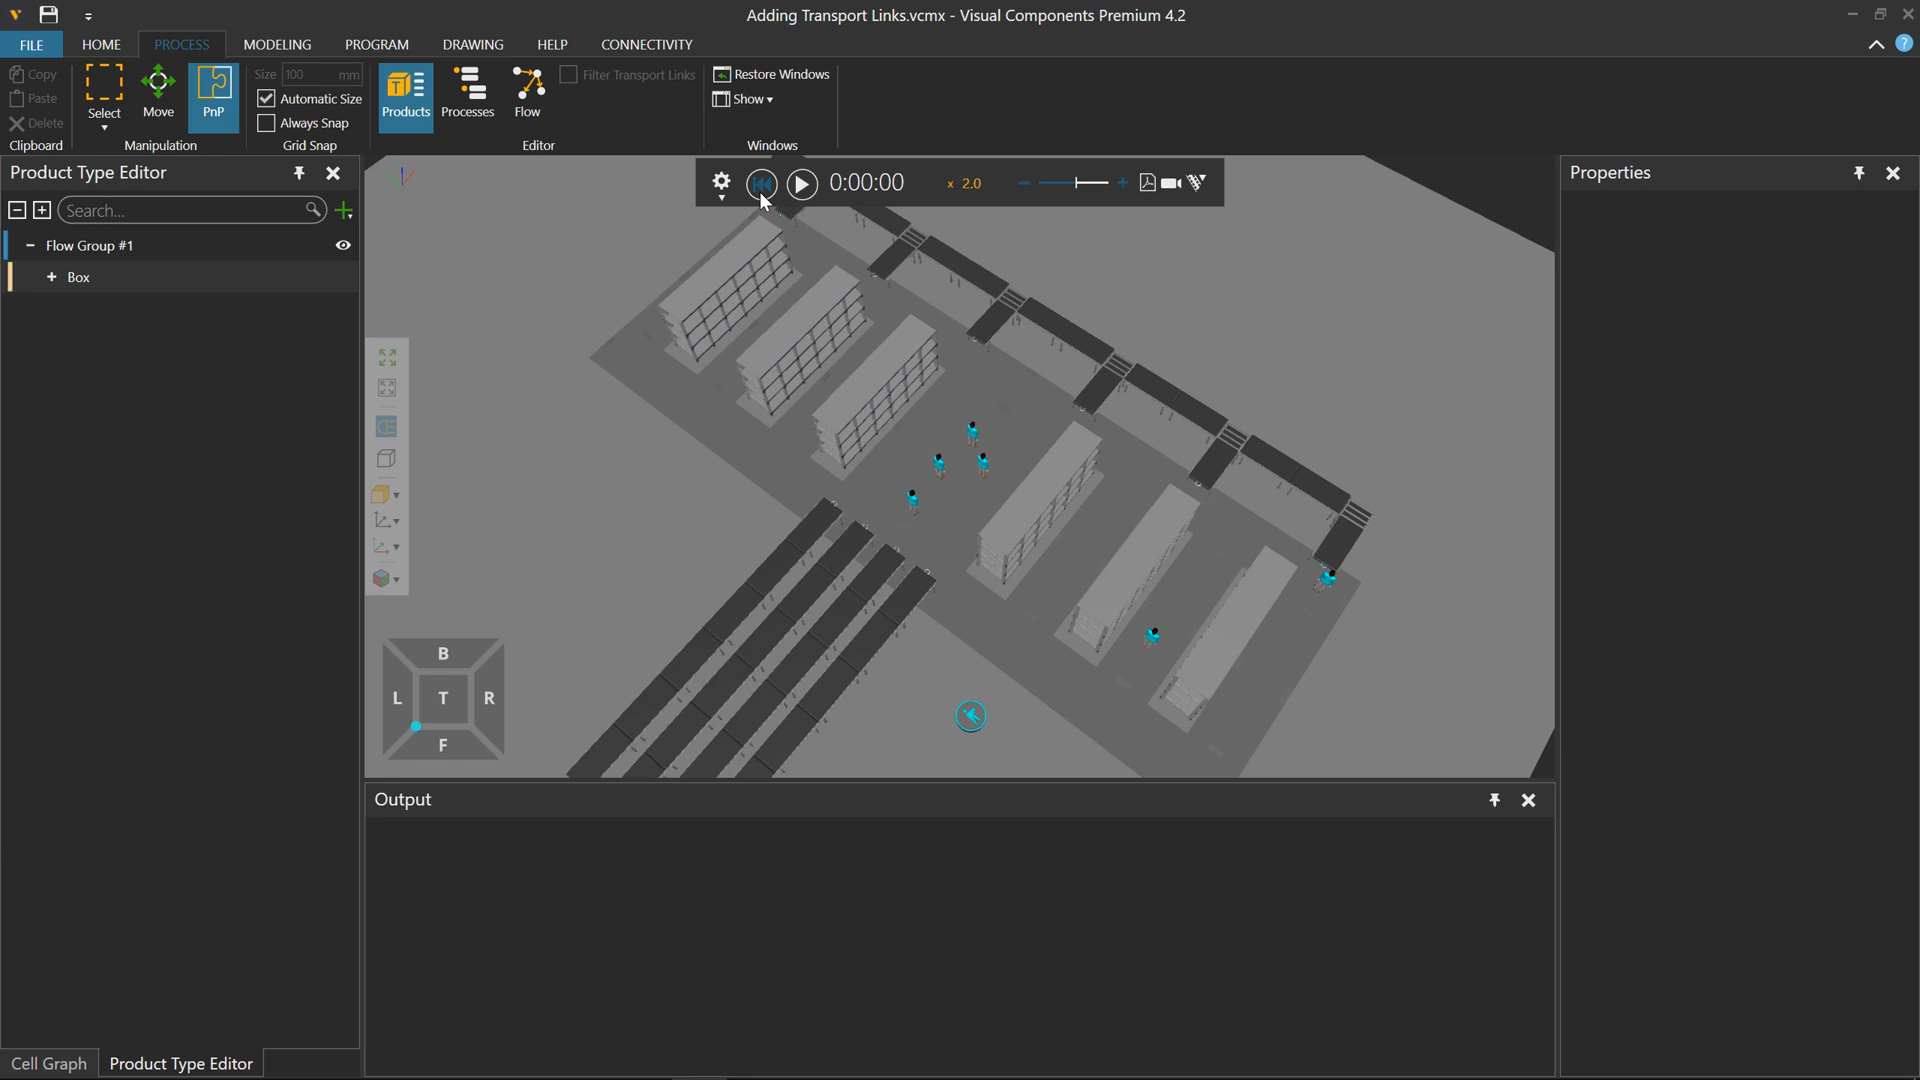 Adding Transport Links.vcmx - Visual Components Premium 4.2
FILE HOME PROCESS MODELING PROGRAM DRAWING HELP CONNECTIVITY
Copy
Paste
Delete
Clipboard
Select
Move
PnP
Manipulation
Size 100 mm
Automatic Size
Always Snap
Grid Snap
Products
Processes
Flow
Filter Transport Links
Editor
Restore Windows
Show
Windows
Product Type Editor
Search...
Flow Group #1
Box
0:00:00
x 2.0
B
L T R
F
Output
Properties
Cell Graph
Product Type Editor